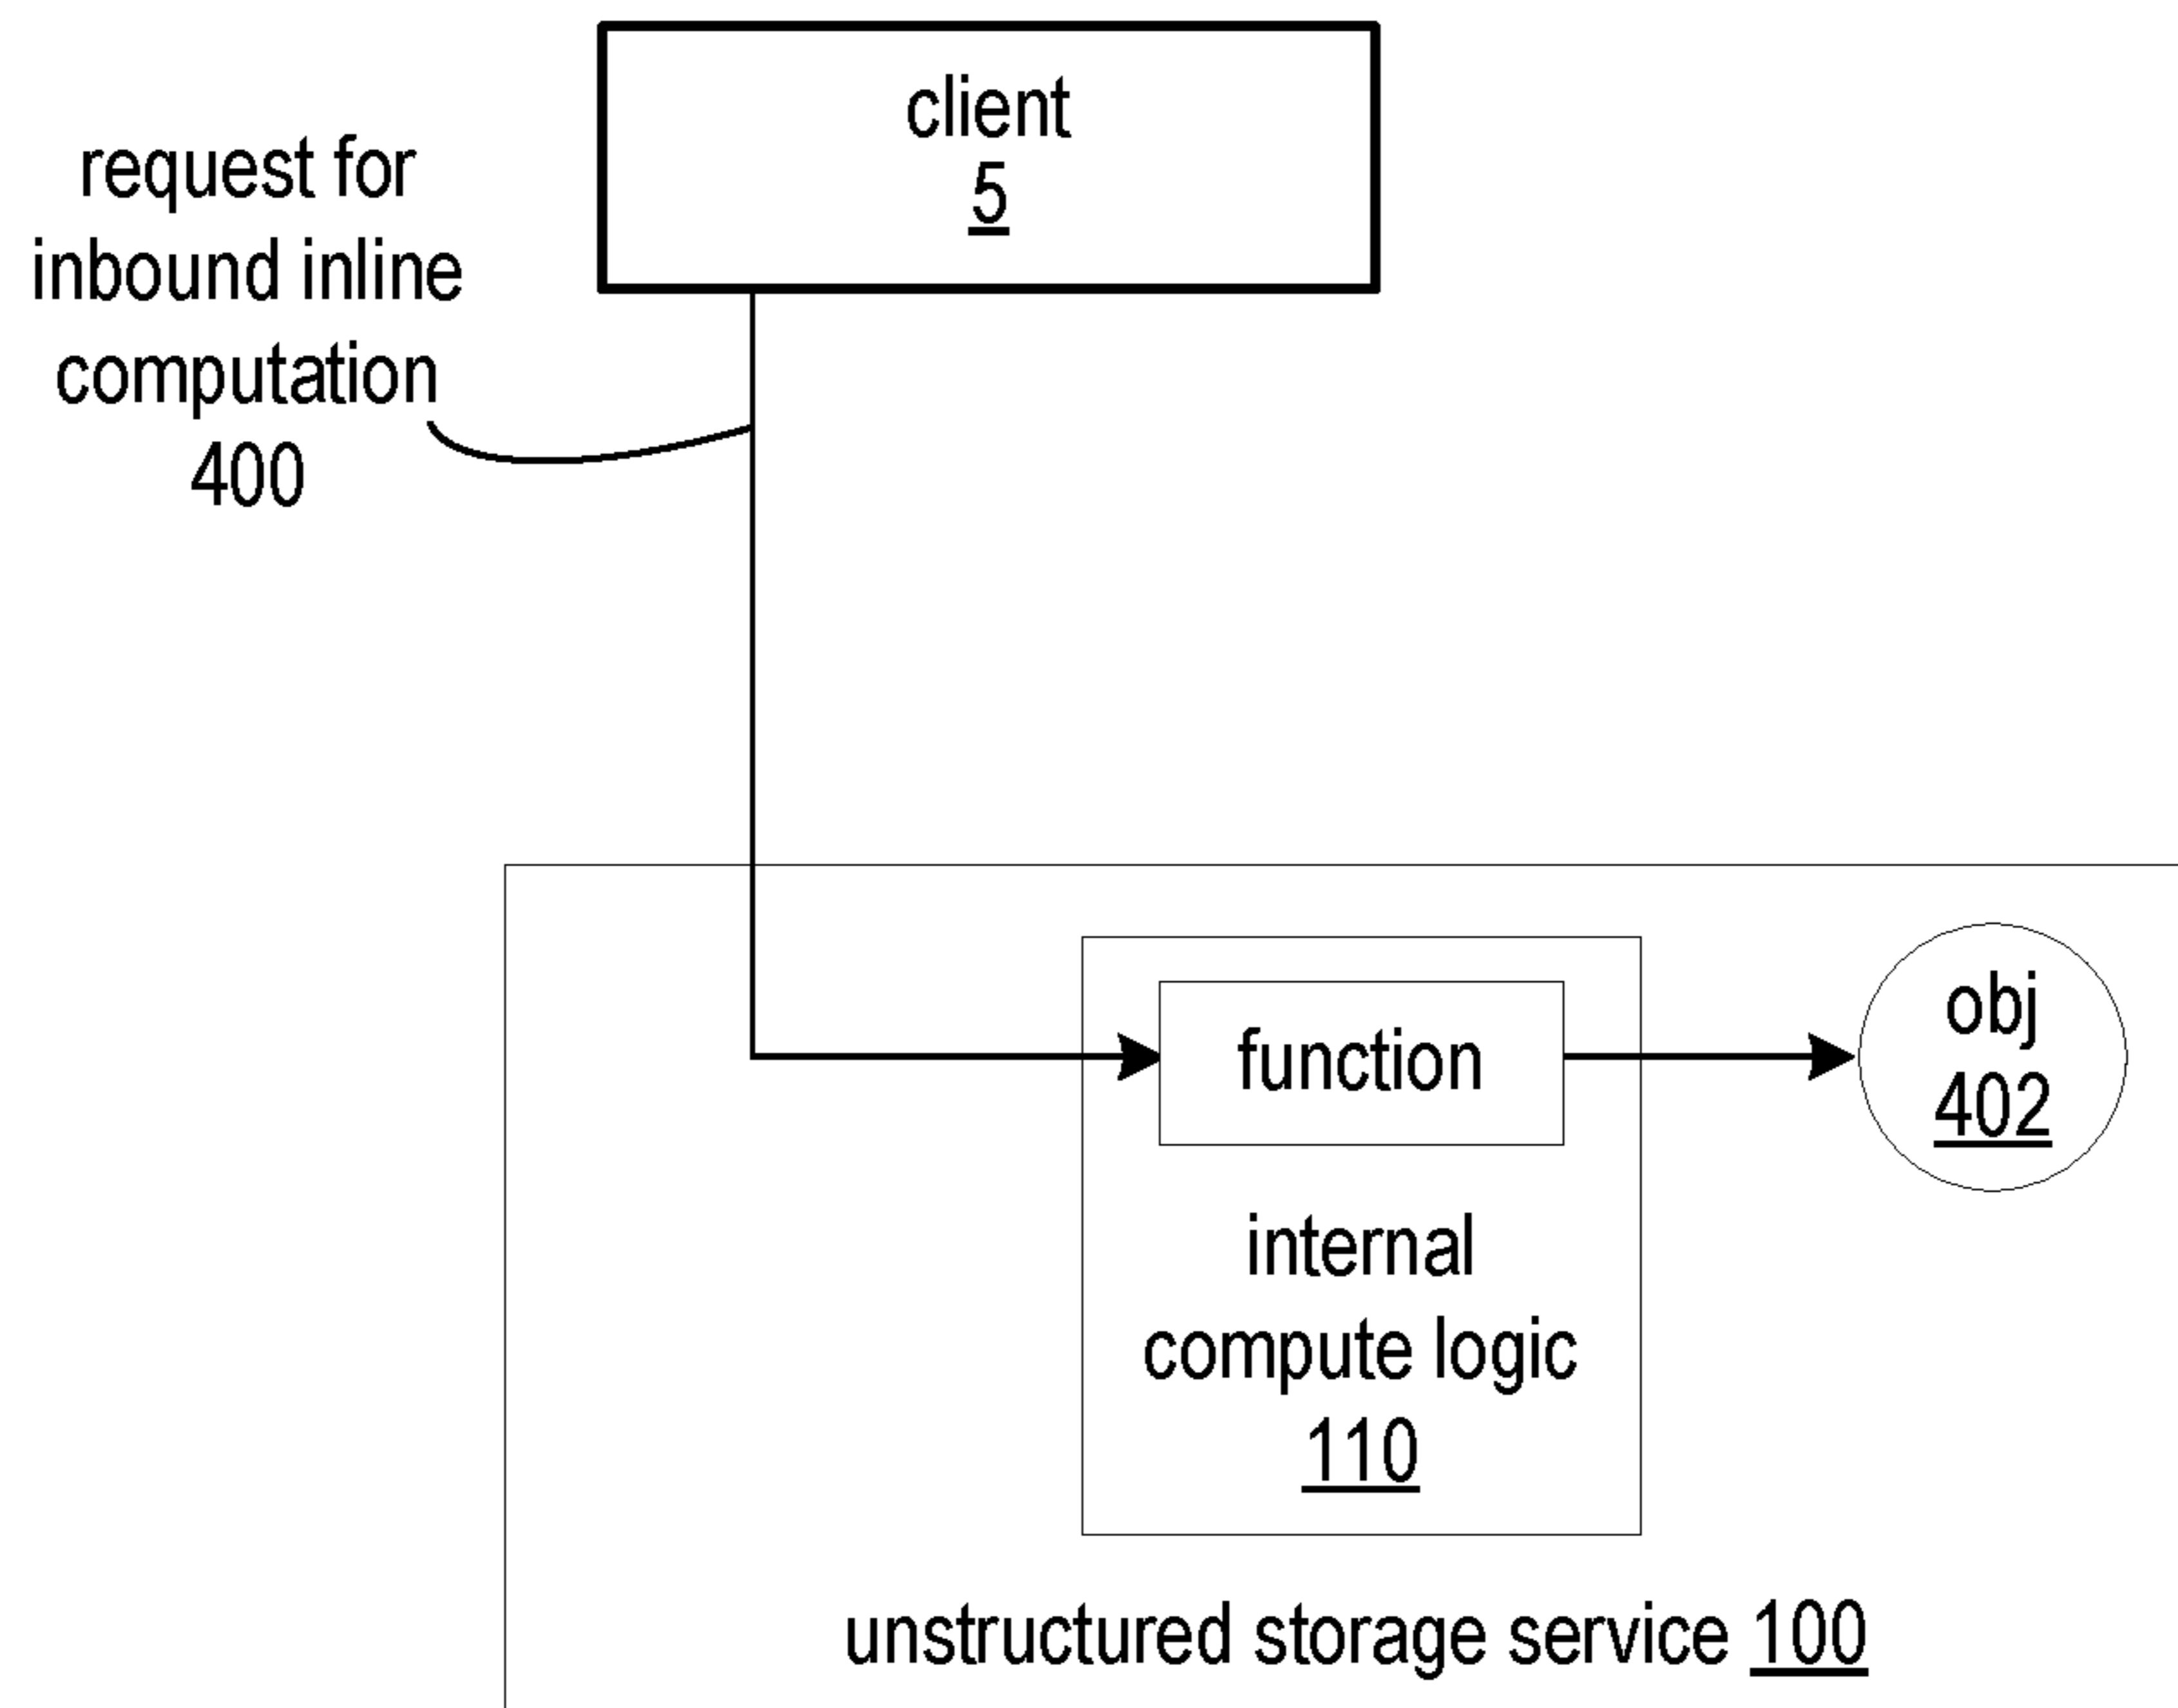 client
5
request for
inbound inline
computation
400
function
obj
402
internal
compute logic
110
unstructured storage service 100